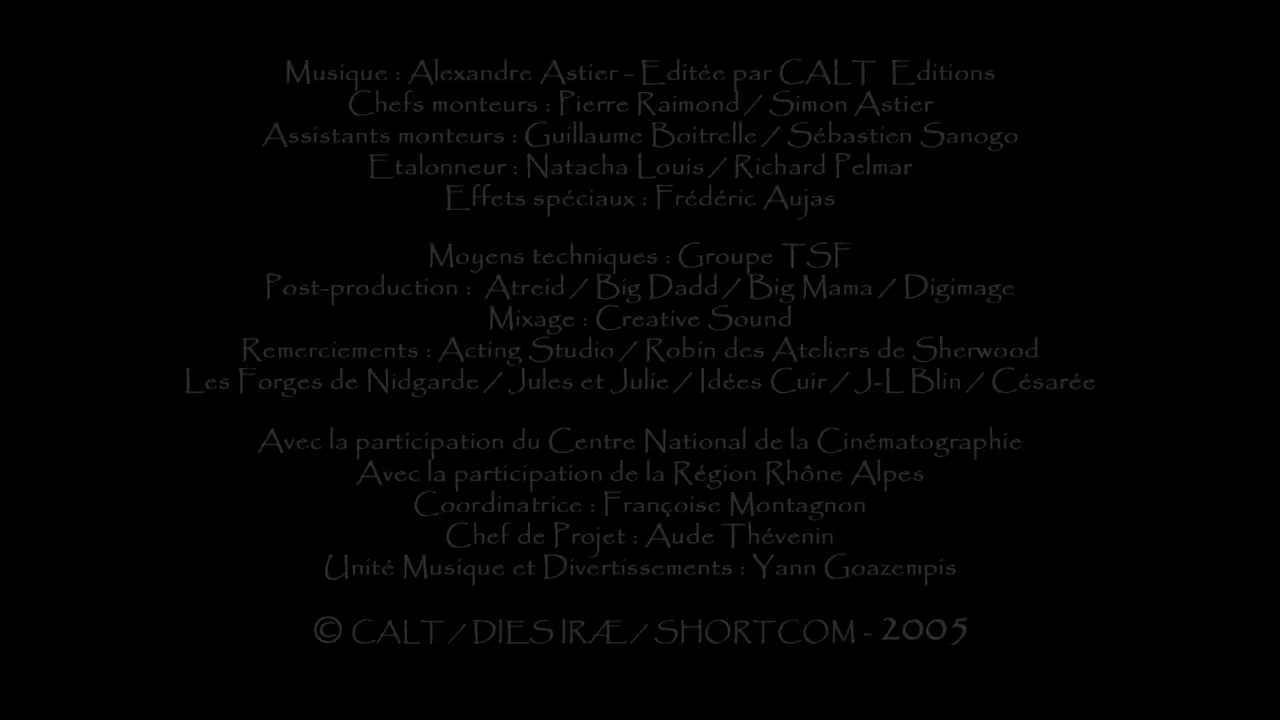 Musique : Alexandre Astier - Editée par CALT Editions
Chefs monteurs : Pierre Raimond / Simon Astier
Assistants monteurs : Guillaume Boitrelle / Sébastien Sanogo
Etalonneur : Natacha Louis / Richard Pelmar
Effets spéciaux : Frédéric Aujas
Moyens techniques : Groupe TSF
Post-production : Atreid / Big Dadd / Big Mama / Digimage
Mixage : Creative Sound
Remerciements : Acting Studio / Robin des Ateliers de Sherwood
Les Forges de Nidgarde / Jules et Julie / Idées Cuir / J-L Blin / Césarée
Avec la participation du Centre National de la Cinématographie
Avec la participation de la Région Rhône Alpes
Coordinatrice : Françoise Montagnon
Chef de Projet : Aude Thévenin
Unité Musique et Divertissements : Yann Goazempis
© CALT / DIES IRÆ / SHORTCOM - 2005